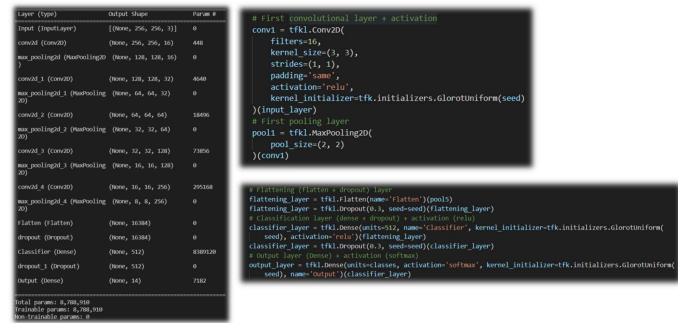 Layer (type) Output Shape Param #
Input (InputLayer) [(None, 256, 256, 3)] 0
conv2d (Conv2D) (None, 256, 256, 16) 448
max_pooling2d (MaxPooling2D (None, 128, 128, 16) 0
)
conv2d_1 (Conv2D) (None, 128, 128, 32) 4640
max_pooling2d_1 (MaxPooling (None, 64, 64, 32) 0
2D)
conv2d_2 (Conv2D) (None, 64, 64, 64) 18496
max_pooling2d_2 (MaxPooling (None, 32, 32, 64) 0
2D)
conv2d_3 (Conv2D) (None, 32, 32, 128) 73856
max_pooling2d_3 (MaxPooling (None, 16, 16, 128) 0
2D)
conv2d_4 (Conv2D) (None, 16, 16, 256) 295168
max_pooling2d_4 (MaxPooling (None, 8, 8, 256) 0
2D)
Flatten (Flatten) (None, 16384) 0
dropout (Dropout) (None, 16384) 0
Classifier (Dense) (None, 512) 8389120
dropout_1 (Dropout) (None, 512) 0
Output (Dense) (None, 14) 7182
Total params: 8,788,910
Trainable params: 8,788,910
Non-trainable params: 0
# First convolutional layer + activation
conv1 = tfkl.Conv2D(
filters=16,
kernel_size=(3, 3),
strides=(1, 1),
padding='same',
activation='relu',
kernel_initializer=tfk.initializers.GlorotUniform(seed)
)(input_layer)
# First pooling layer
pool1 = tfkl.MaxPooling2D(
pool_size=(2, 2)
)(conv1)
# Flattening (flatten + dropout) layer
flattening_layer = tfkl.Flatten(name='Flatten')(pool5)
flattening_layer = tfkl.Dropout(0.3, seed=seed)(flattening_layer)
# Classification layer (dense + dropout) + activation (relu)
classifier_layer = tfkl.Dense(units=512, name='Classifier', kernel_initializer=tfk.initializers.GlorotUniform(
seed), activation='relu')(flattening_layer)
classifier_layer = tfkl.Dropout(0.3, seed=seed)(classifier_layer)
# Output layer (Dense) + activation (softmax)
output_layer = tfkl.Dense(units=classes, activation='softmax', kernel_initializer=tfk.initializers.GlorotUniform(
seed), name='Output')(classifier_layer)